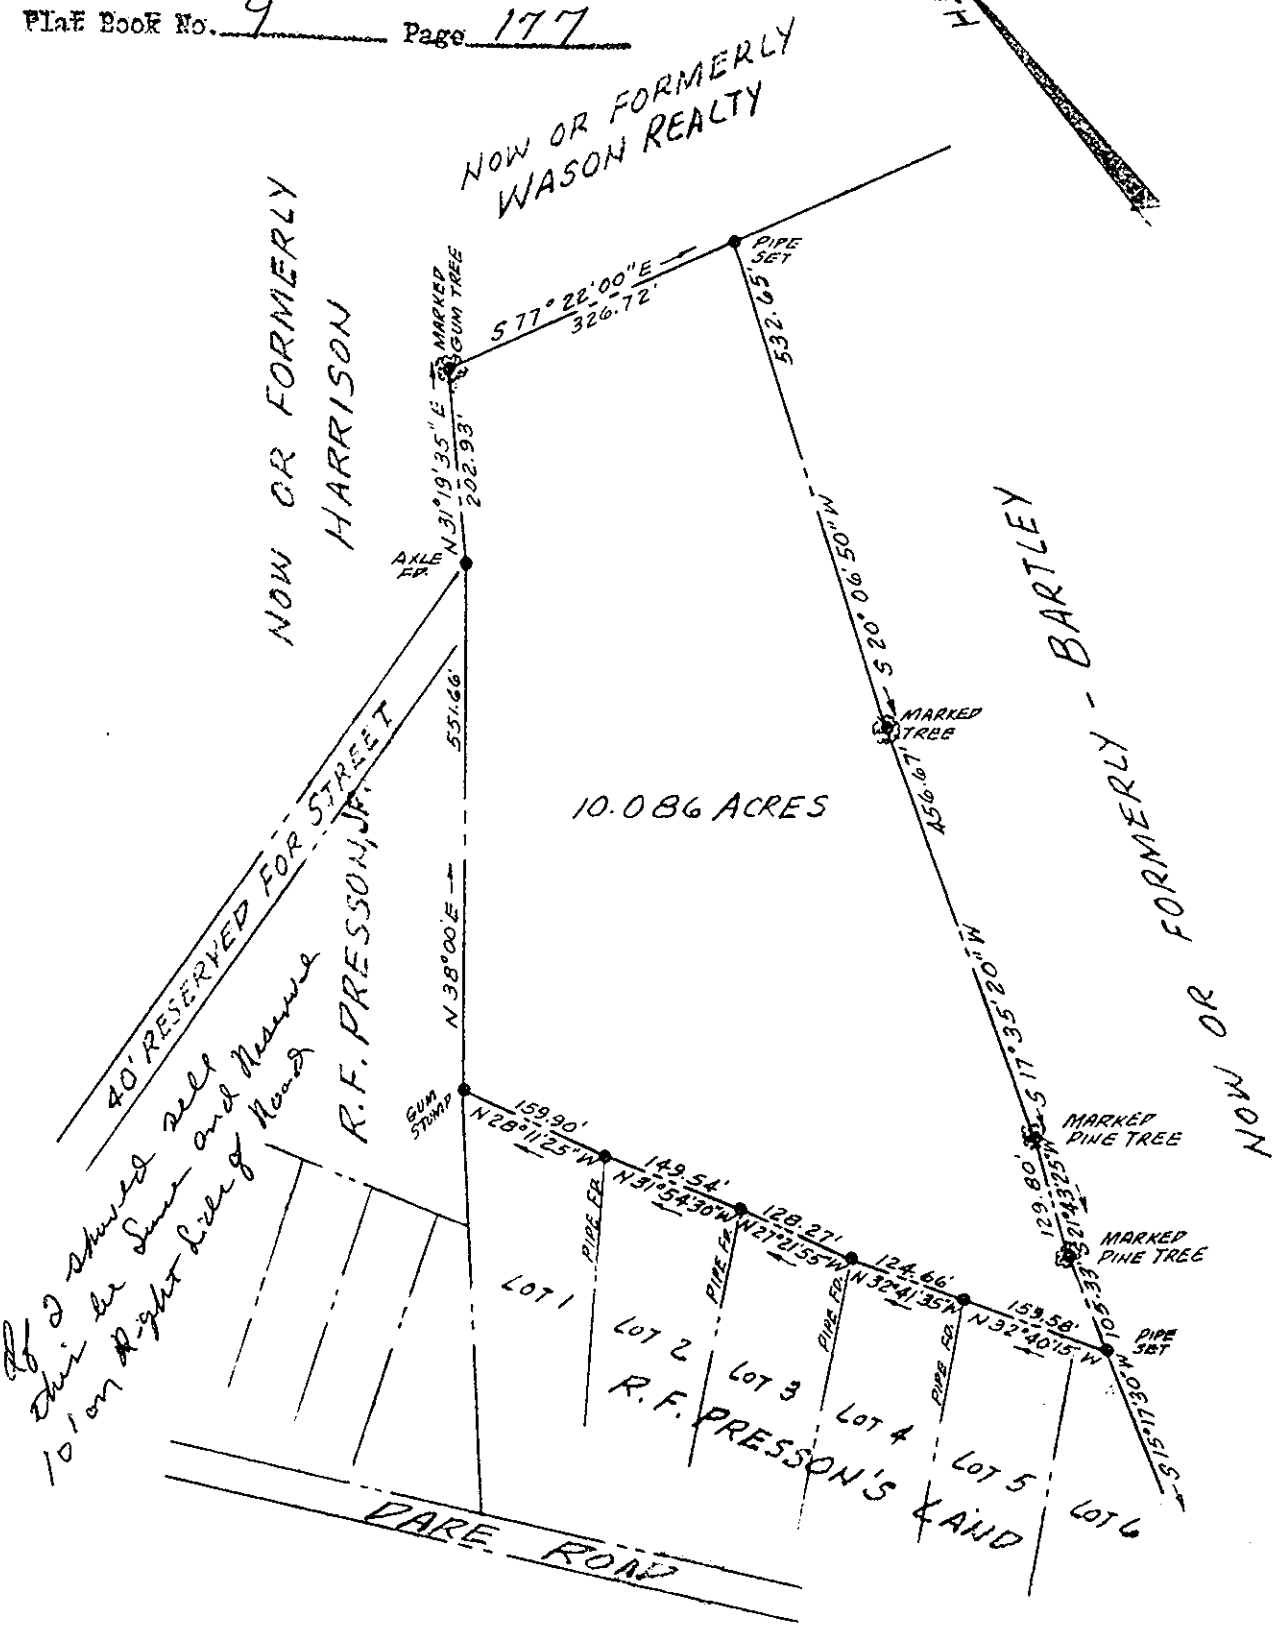 Plat Book No. 9 Page 177
TH
NOW OR FORMERLY
WASON REALTY
NOW OR FORMERLY
HARRISON
MARKED
GUM TREE
S 77° 22' 00" E
326.72'
PIPE
SET
532.65'
S 20° 06' 50" W
N 31° 19' 35" E
202.93'
AXLE
FD.
MARKED
TREE
NOW OR FORMERLY - BARTLEY
551.66'
N 38° 00' E
10.086 ACRES
456.67'
S 17° 35' 20" W
40' RESERVED FOR STREET
R.F. PRESSON, JR.
If I should sell
this be Sure and Reserve
10' on Right Side of Road
GUM
STUMP
159.90'
N 28° 11' 25" W
149.54'
N 31° 54' 30" W
128.27'
N 27° 21' 55" W
124.66'
N 32° 41' 35" W
159.58'
N 32° 40' 15" W
MARKED
PINE TREE
129.80'
S 21° 43' 25" W
MARKED
PINE TREE
105.33'
S 15° 17' 30" W
PIPE
SET
PIPE FD.
PIPE FD.
PIPE FD.
PIPE FD.
LOT 1
LOT 2
LOT 3
LOT 4
LOT 5
LOT 6
R.F. PRESSON'S LAND
DARE ROAD